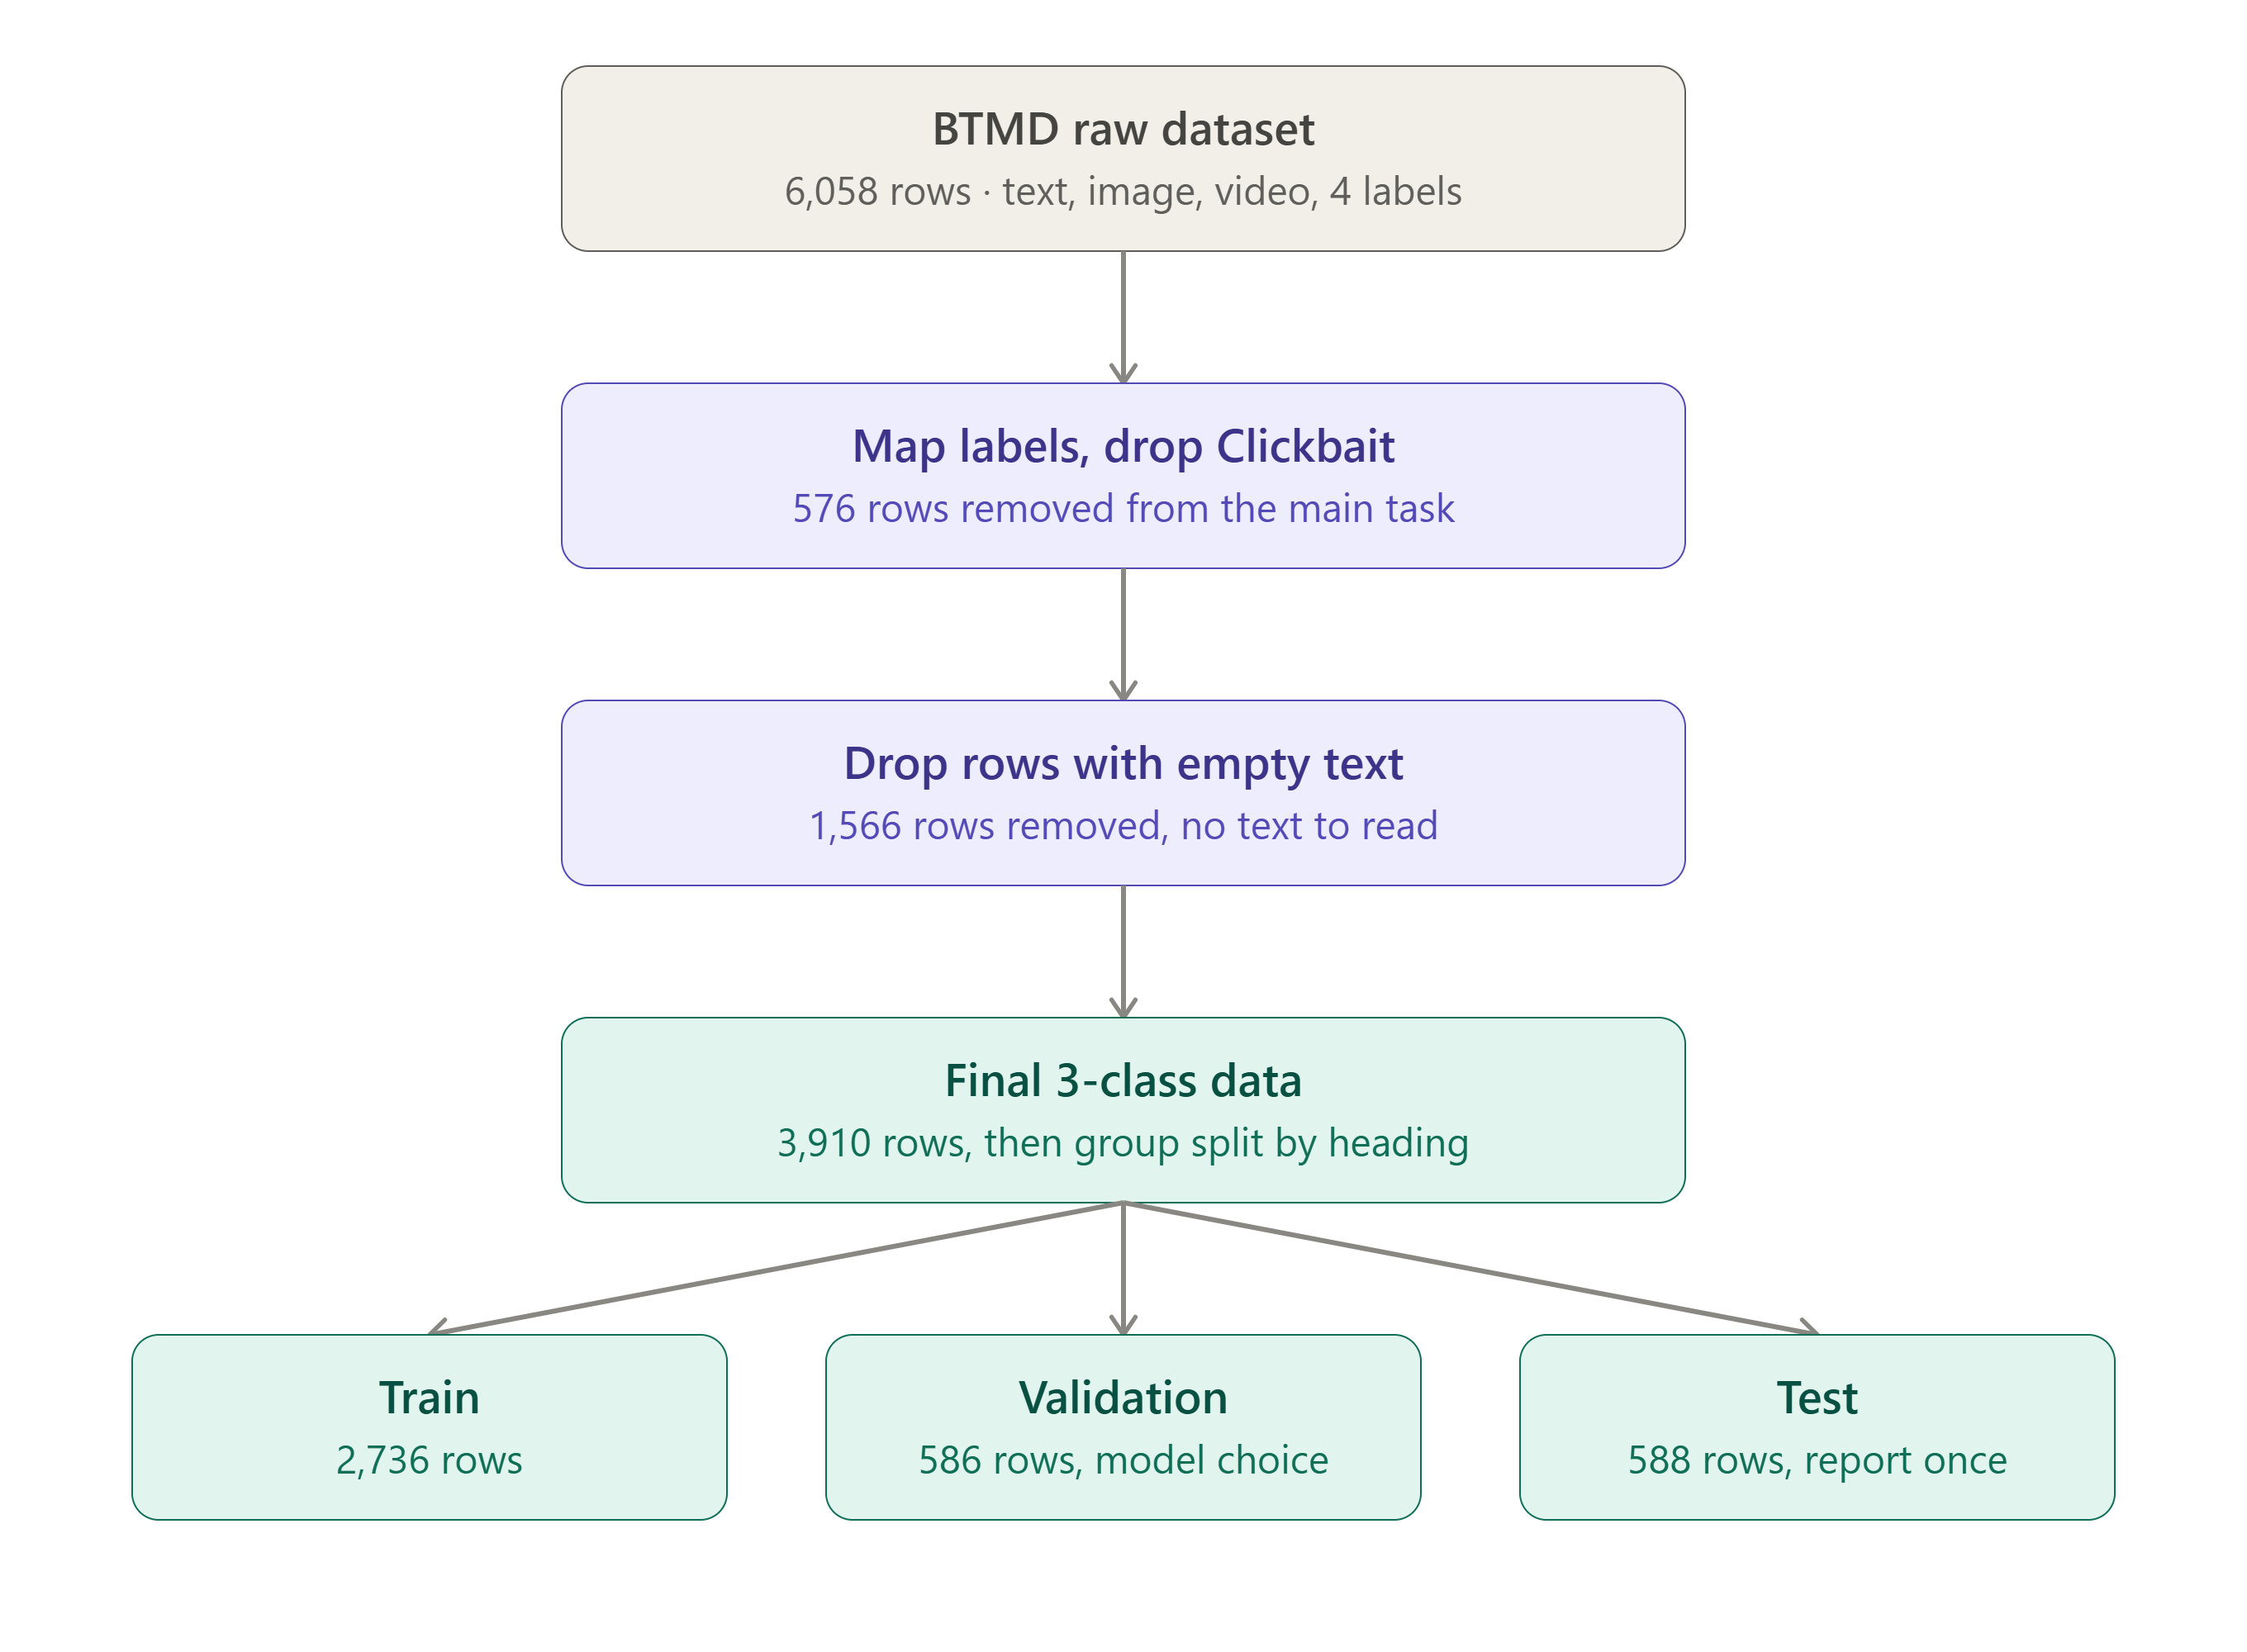 BTMD raw dataset
6,058 rows · text, image, video, 4 labels
Map labels, drop Clickbait
576 rows removed from the main task
Drop rows with empty text
1,566 rows removed, no text to read
Final 3-class data
3,910 rows, then group split by heading
Train
2,736 rows
Validation
586 rows, model choice
Test
588 rows, report once